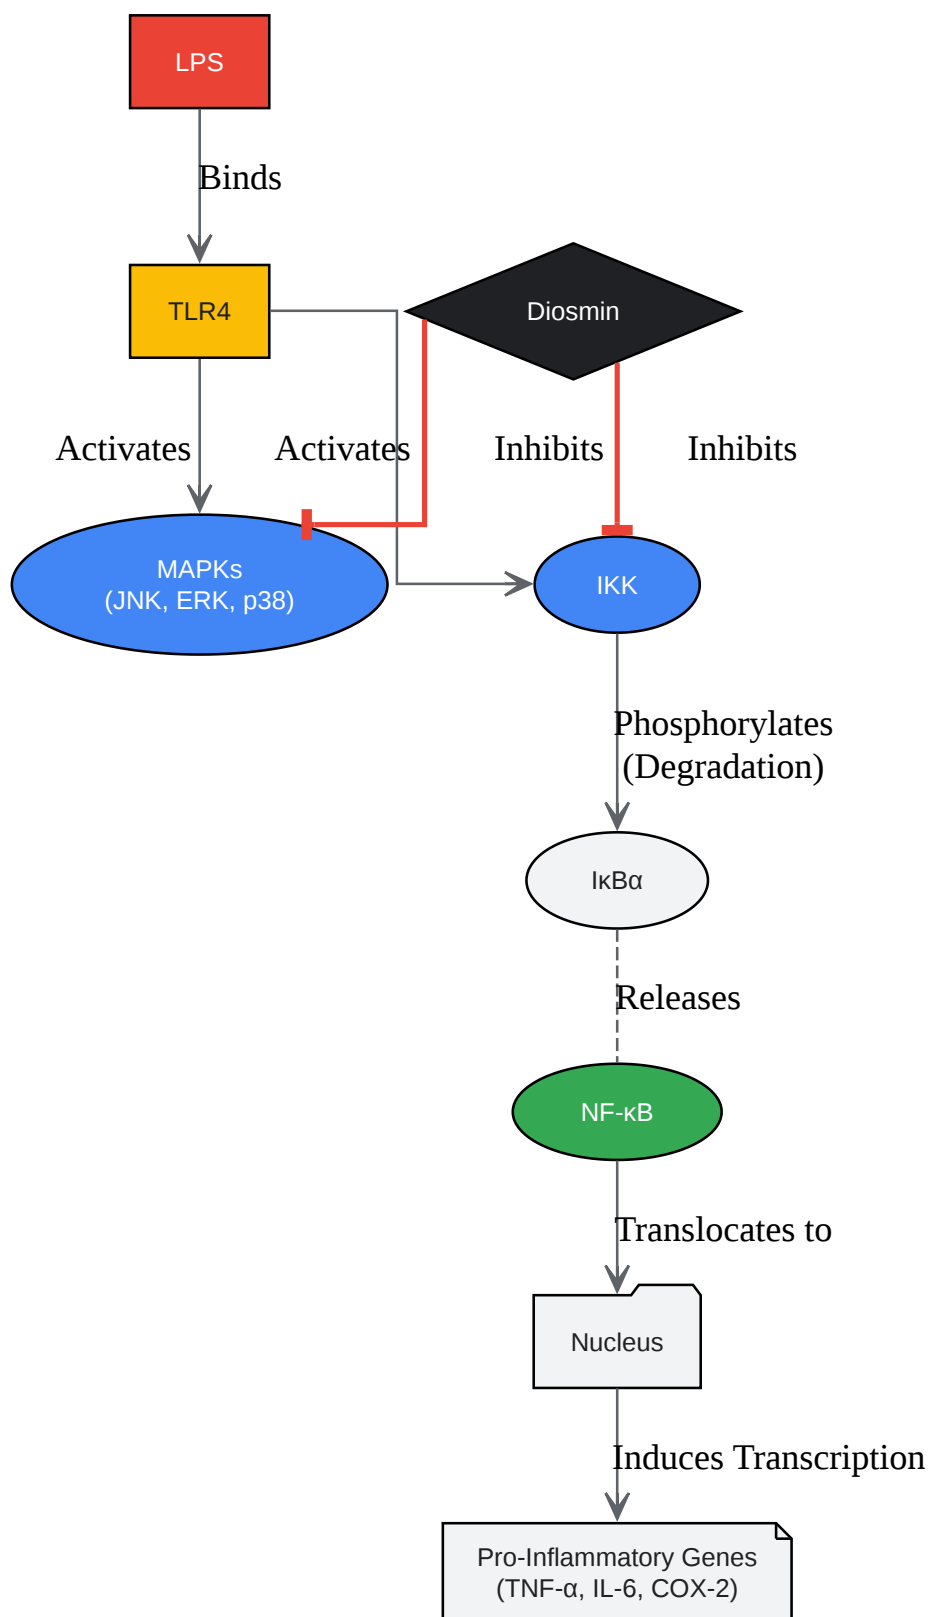 LPS
Binds
TLR4
Diosmin
Activates
Activates
Inhibits
Inhibits
MAPKs
(JNK, ERK, p38)
IKK
Phosphorylates
(Degradation)
IκBα
Releases
NF-κB
Translocates to
Nucleus
Induces Transcription
Pro-Inflammatory Genes
(TNF-α, IL-6, COX-2)